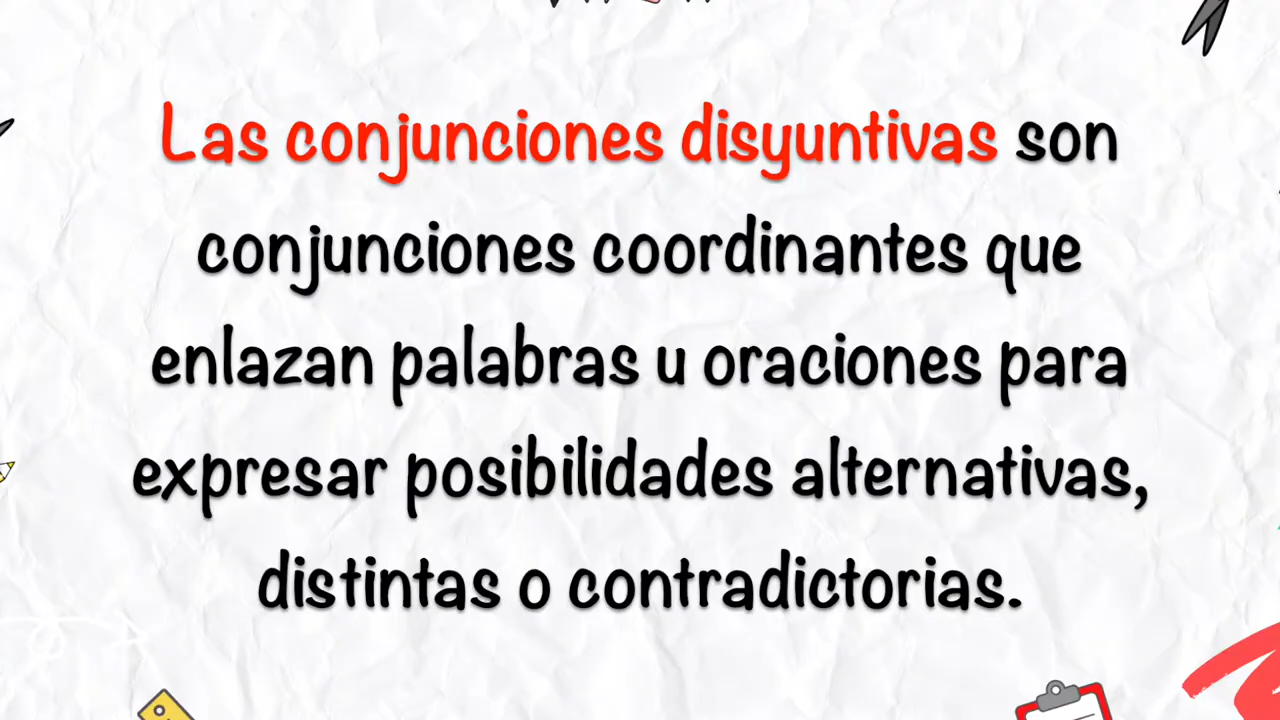 Las conjunciones disyuntivas son
conjunciones coordinantes que
enlazan palabras u oraciones para
expresar posibilidades alternativas,
distintas o contradictorias.